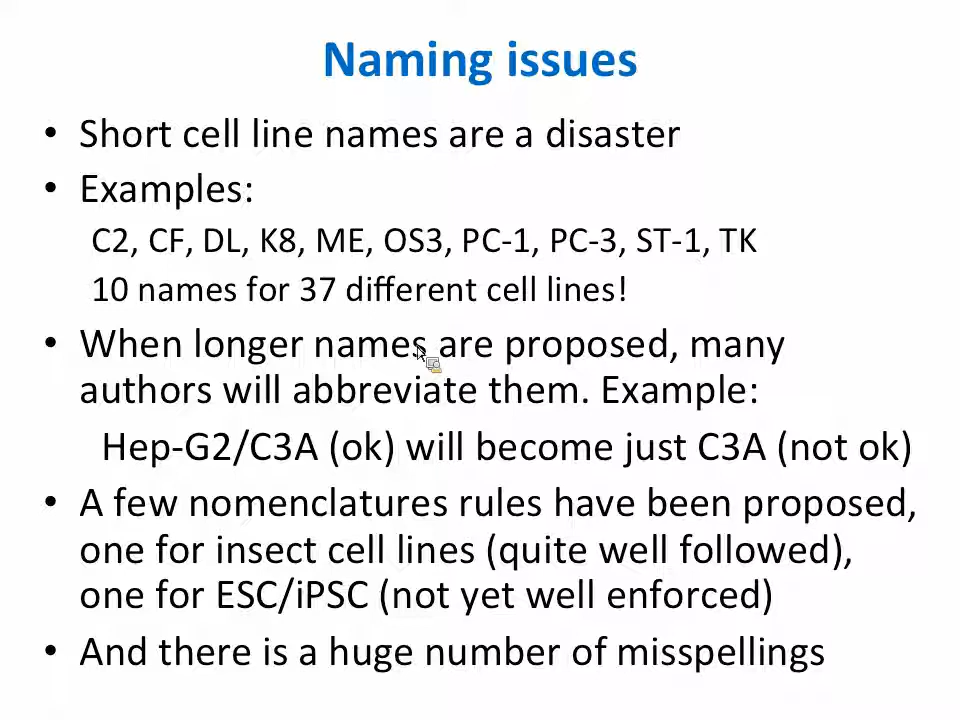 Naming issues
• Short cell line names are a disaster
• Examples:
C2, CF, DL, K8, ME, OS3, PC-1, PC-3, ST-1, TK
10 names for 37 different cell lines!
• When longer names are proposed, many
authors will abbreviate them. Example:
Hep-G2/C3A (ok) will become just C3A (not ok)
• A few nomenclatures rules have been proposed,
one for insect cell lines (quite well followed),
one for ESC/iPSC (not yet well enforced)
• And there is a huge number of misspellings